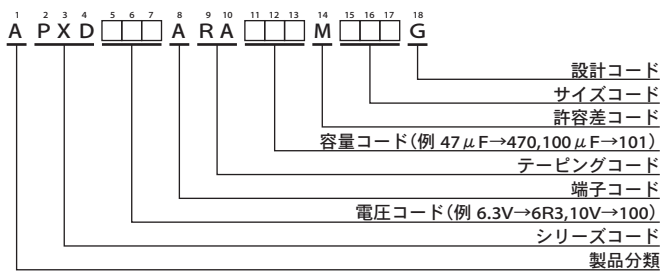 1 2 3 4 5 6 7 8 9 10 11 12 13 14 15 16 17 18
A PXD□□□ A RA□□□ M□□□ G
設計コード
サイズコード
許容差コード
容量コード(例 47μF→470,100μF→101)
テーピングコード
端子コード
電圧コード(例 6.3V→6R3,10V→100)
シリーズコード
製品分類